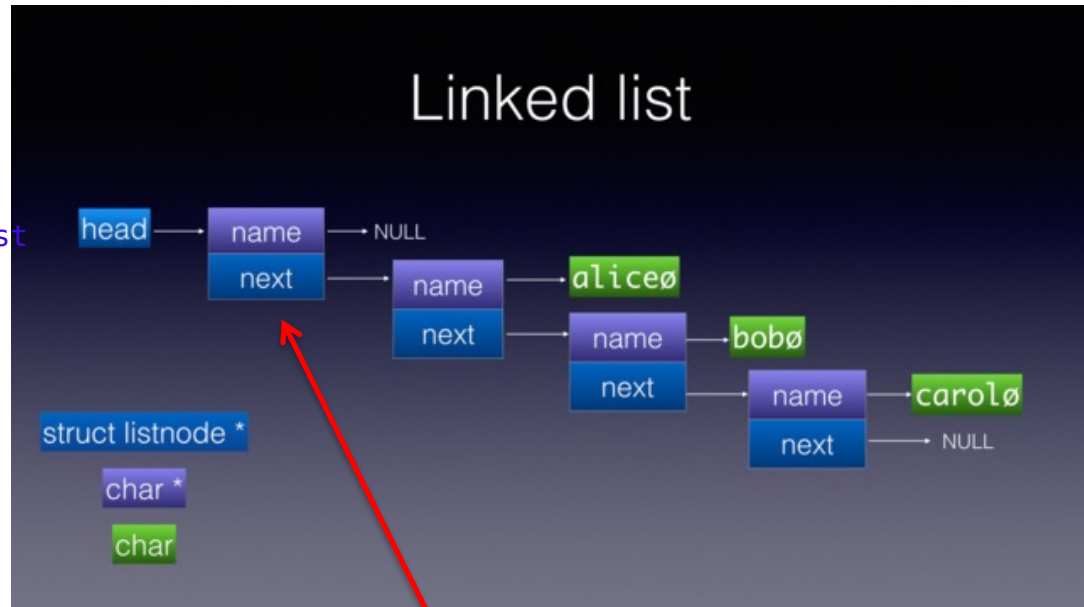 Linked list
st
head
name
NULL
next
name
aliceø
next
name
bobø
next
name
carolø
next
NULL
struct listnode *
char *
char